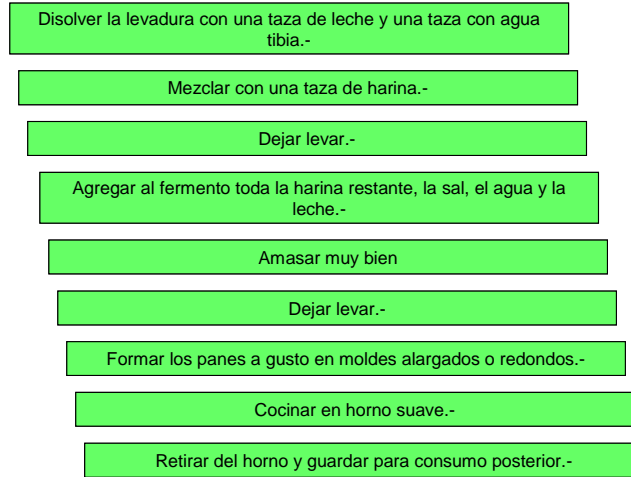 Disolver la levadura con una taza de leche y una taza con agua
tibia.-
Mezclar con una taza de harina.-
Dejar levar.-
Agregar al fermento toda la harina restante, la sal, el agua y la
leche.-
Amasar muy bien
Dejar levar.-
Formar los panes a gusto en moldes alargados o redondos.-
Cocinar en horno suave.-
Retirar del horno y guardar para consumo posterior.-